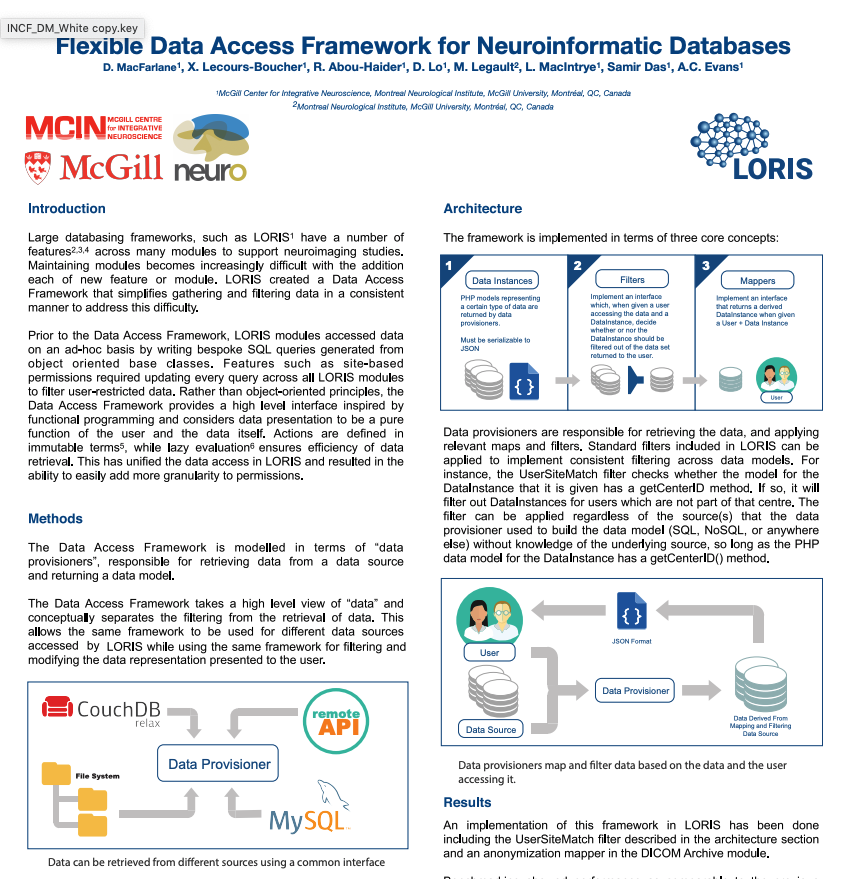 INCF_DM_White copy.key
Flexible Data Access Framework for Neuroinformatic Databases
D. MacFarlane¹, X. Lecours-Boucher¹, R. Abou-Haider¹, D. Lo¹, M. Legault², L. MacIntrye¹, Samir Das¹, A.C. Evans¹
¹McGill Center for Integrative Neuroscience, Montreal Neurological Institute, McGill University, Montréal, QC, Canada
²Montreal Neurological Institute, McGill University, Montréal, QC, Canada
MCIN
MCGILL CENTRE
for INTEGRATIVE
NEUROSCIENCE
McGill
neuro
LORIS
Introduction
Large databasing frameworks, such as LORIS¹ have a number of
features²,³,⁴ across many modules to support neuroimaging studies.
Maintaining modules becomes increasingly difficult with the addition
each of new feature or module. LORIS created a Data Access
Framework that simplifies gathering and filtering data in a consistent
manner to address this difficulty.
Prior to the Data Access Framework, LORIS modules accessed data
on an ad-hoc basis by writing bespoke SQL queries generated from
object oriented base classes. Features such as site-based
permissions required updating every query across all LORIS modules
to filter user-restricted data. Rather than object-oriented principles, the
Data Access Framework provides a high level interface inspired by
functional programming and considers data presentation to be a pure
function of the user and the data itself. Actions are defined in
immutable terms⁵, while lazy evaluation⁶ ensures efficiency of data
retrieval. This has unified the data access in LORIS and resulted in the
ability to easily add more granularity to permissions.
Methods
The Data Access Framework is modelled in terms of “data
provisioners”, responsible for retrieving data from a data source
and returning a data model.
The Data Access Framework takes a high level view of “data” and
conceptually separates the filtering from the retrieval of data. This
allows the same framework to be used for different data sources
accessed by LORIS while using the same framework for filtering and
modifying the data representation presented to the user.
CouchDB
relax
remote
API
Data Provisioner
File System
MySQL
Data can be retrieved from different sources using a common interface
Architecture
The framework is implemented in terms of three core concepts:
1
Data Instances
PHP models representing
a certain type of data are
returned by data
provisioners.
Must be serializable to
JSON
{ }
2
Filters
Implement an interface
which, when given a user
accessing the data and a
DataInstance, decide
whether or not the
DataInstance should be
filtered out of the data set
returned to the user.
3
Mappers
Implement an interface
that returns a derived
DataInstance when given
a User + Data Instance
User
Data provisioners are responsible for retrieving the data, and applying
relevant maps and filters. Standard filters included in LORIS can be
applied to implement consistent filtering across data models. For
instance, the UserSiteMatch filter checks whether the model for the
DataInstance that it is given has a getCenterID method. If so, it will
filter out DataInstances for users which are not part of that centre. The
filter can be applied regardless of the source(s) that the data
provisioner used to build the data model (SQL, NoSQL, or anywhere
else) without knowledge of the underlying source, so long as the PHP
data model for the DataInstance has a getCenterID() method.
User
{ }
JSON Format
Data Source
Data Provisioner
Data Derived From
Mapping and Filtering
Data Source
Data provisioners map and filter data based on the data and the user
accessing it.
Results
An implementation of this framework in LORIS has been done
including the UserSiteMatch filter described in the architecture section
and an anonymization mapper in the DICOM Archive module.